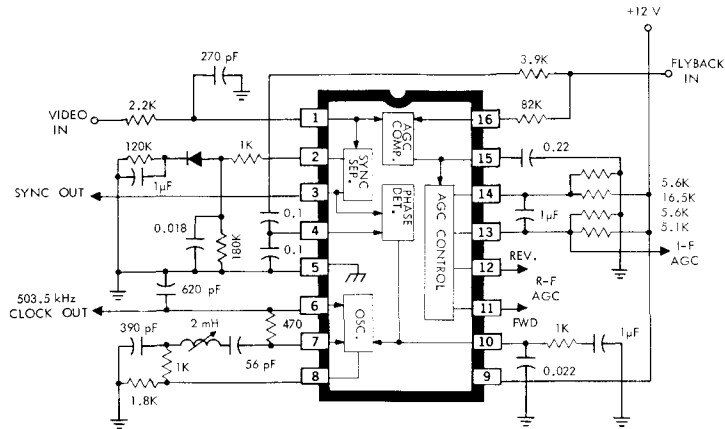 +12 V
270 pF
3.9K
FLYBACK
IN
2.2K
VIDEO
IN
82K
1
16
AGC
COMP.
120K
1K
2
15
0.22
SYNC
SEP.
1µF
5.6K
SYNC OUT
3
14
16.5K
PHASE
DET.
0.1
1µF
5.6K
0.018
4
13
5.1K
180K
0.1
AGC CONTROL
I-F
AGC
5
12
REV.
620 pF
R-F
AGC
503.5 kHz
CLOCK OUT
6
11
FWD
OSC.
390 pF
2 mH
470
1K
1µF
7
10
1K
56 pF
0.022
8
9
1.8K